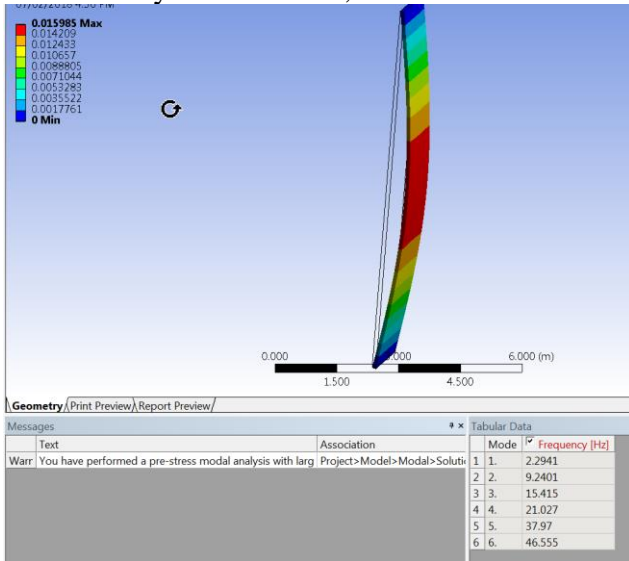 0.015985 Max
0.014209
0.012433
0.010657
0.0088805
0.0071044
0.0053283
0.0035522
0.0017761
0 Min
0.000 6.000 (m)
1.500 4.500
Geometry Print Preview Report Preview
Messages
Text Association
Warr You have performed a pre-stress modal analysis with larg Project>Model>Modal>Soluti
Tabular Data
Mode Frequency [Hz]
1 1. 2.2941
2 2. 9.2401
3 3. 15.415
4 4. 21.027
5 5. 37.97
6 6. 46.555